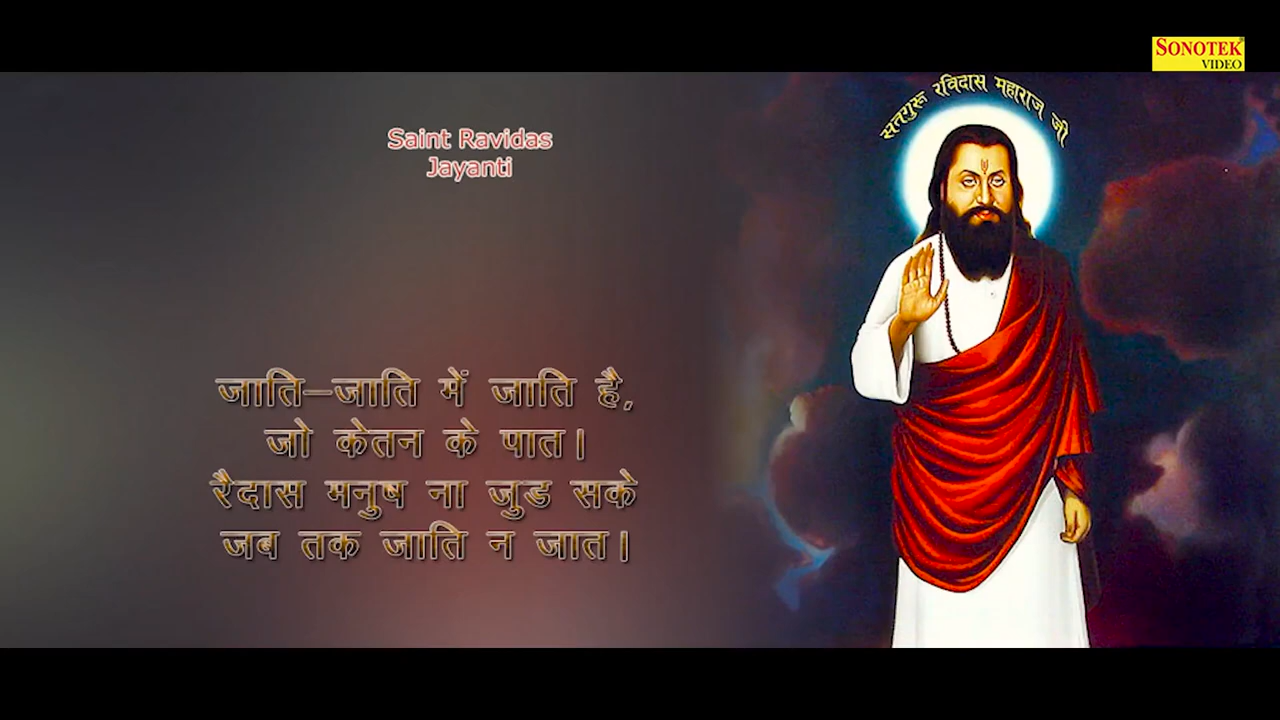 SONOTEK
VIDEO
सतगुरू रविदास महाराज जी
Saint Ravidas
Jayanti
जाति–जाति में जाति है,
जो केतन के पात।
रैदास मनुष ना जुड सके
जब तक जाति न जात।